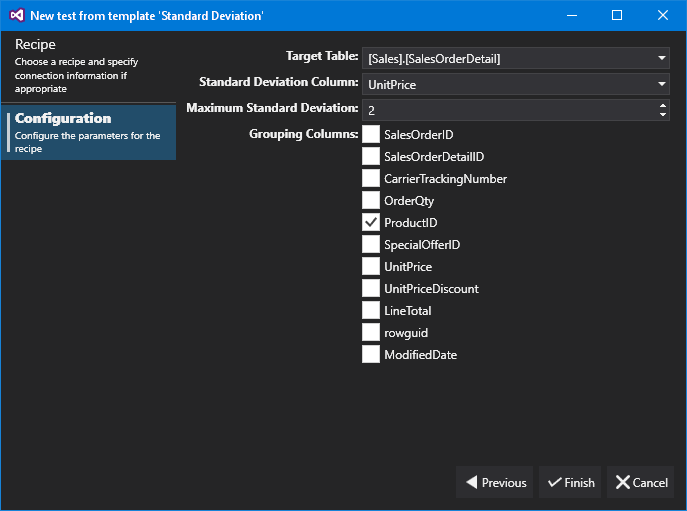 New test from template 'Standard Deviation'
Recipe
Choose a recipe and specify
connection information if
appropriate
Configuration
Configure the parameters for the
recipe
Target Table: [Sales].[SalesOrderDetail]
Standard Deviation Column: UnitPrice
Maximum Standard Deviation: 2
Grouping Columns: SalesOrderID
SalesOrderDetailID
CarrierTrackingNumber
OrderQty
ProductID
SpecialOfferID
UnitPrice
UnitPriceDiscount
LineTotal
rowguid
ModifiedDate
Previous Finish Cancel